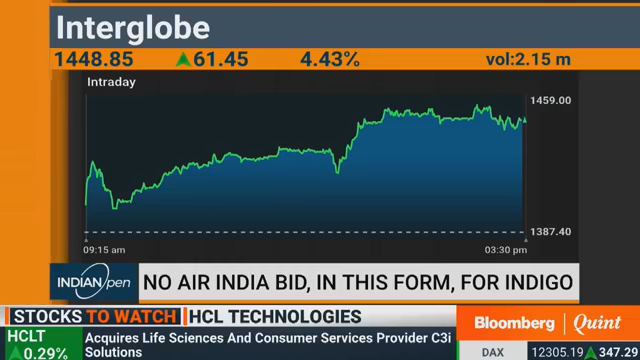 Interglobe
1448.85 61.45 4.43% vol:2.15 m
Intraday
1459.00
1387.40
09:15 am 03:30 pm
INDIAN open NO AIR INDIA BID, IN THIS FORM, FOR INDIGO
STOCKS TO WATCH HCL TECHNOLOGIES
HCLT
0.29%
Acquires Life Sciences And Consumer Services Provider C3i
Solutions
Bloomberg Quint
DAX 12305.19 347.29